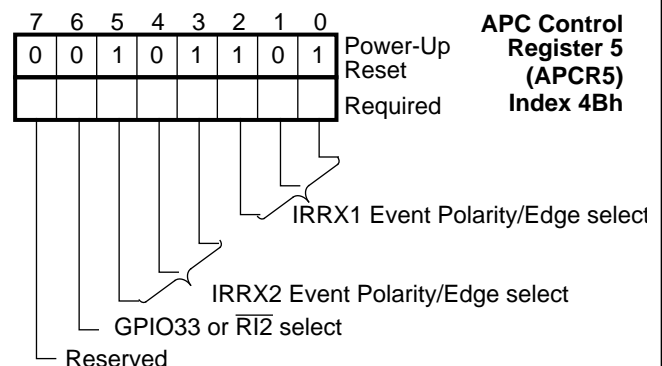 7 6 5 4 3 2 1 0
APC Control
Register 5
(APCR5)
Index 4Bh
0 0 1 0 1 1 0 1
Power-Up
Reset
Required
IRRX1 Event Polarity/Edge select
IRRX2 Event Polarity/Edge select
GPIO33 or RI2 select
Reserved